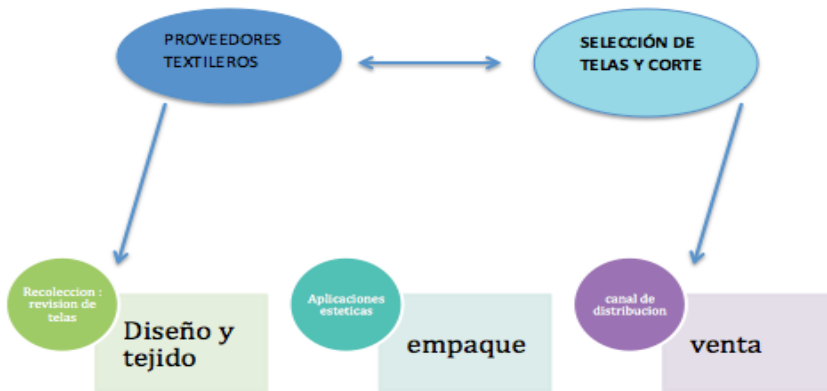 PROVEEDORES
TEXTILEROS
SELECCIÓN DE
TELAS Y CORTE
Recoleccion :
revision de
telas
Diseño y
tejido
Aplicaciones
esteticas
empaque
canal de
distribucion
venta